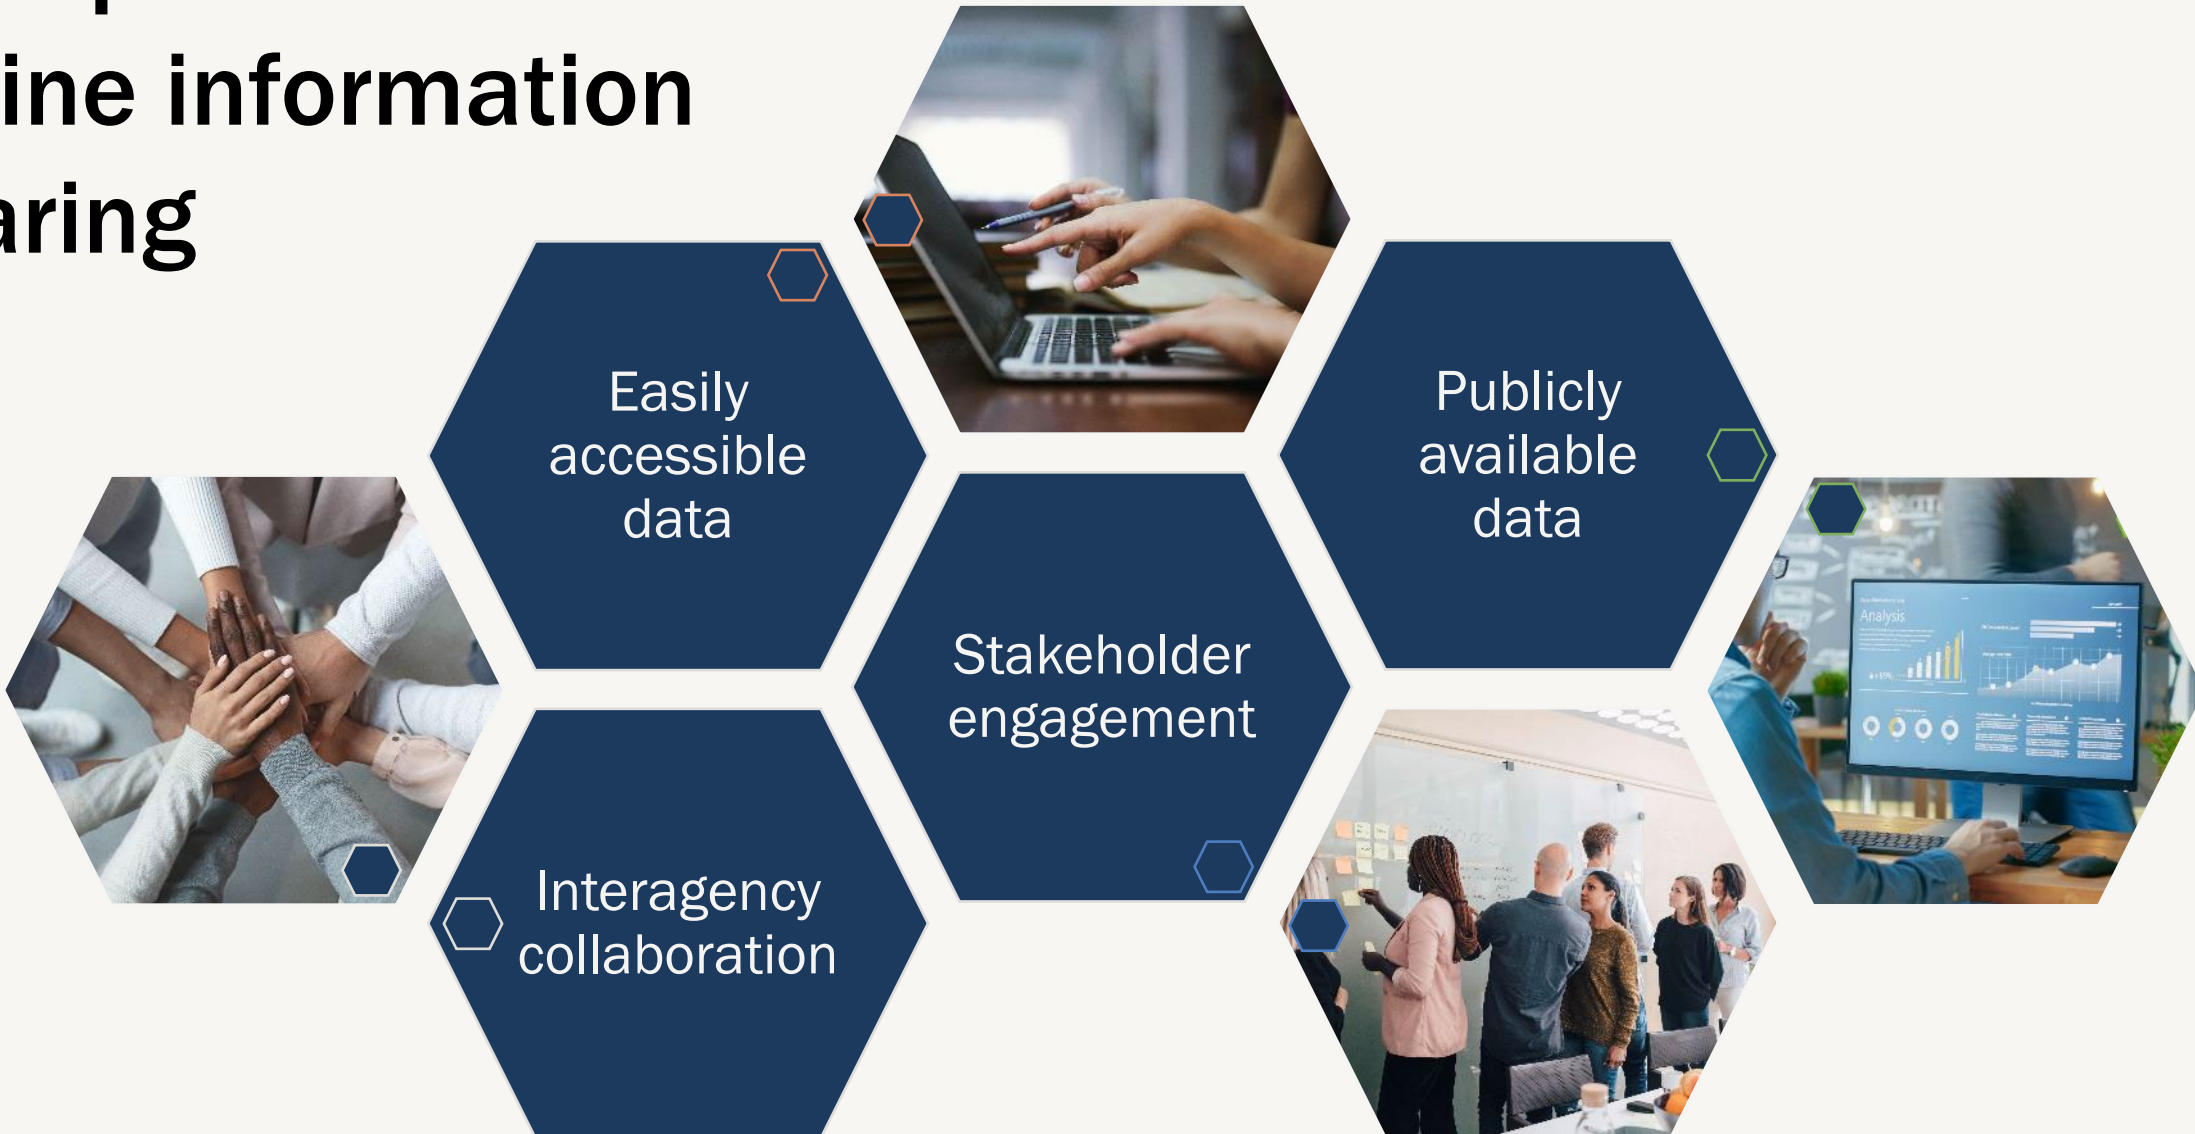 ine information
aring
Easily
accessible
data
Publicly
available
data
Stakeholder
engagement
Interagency
collaboration
Analysis